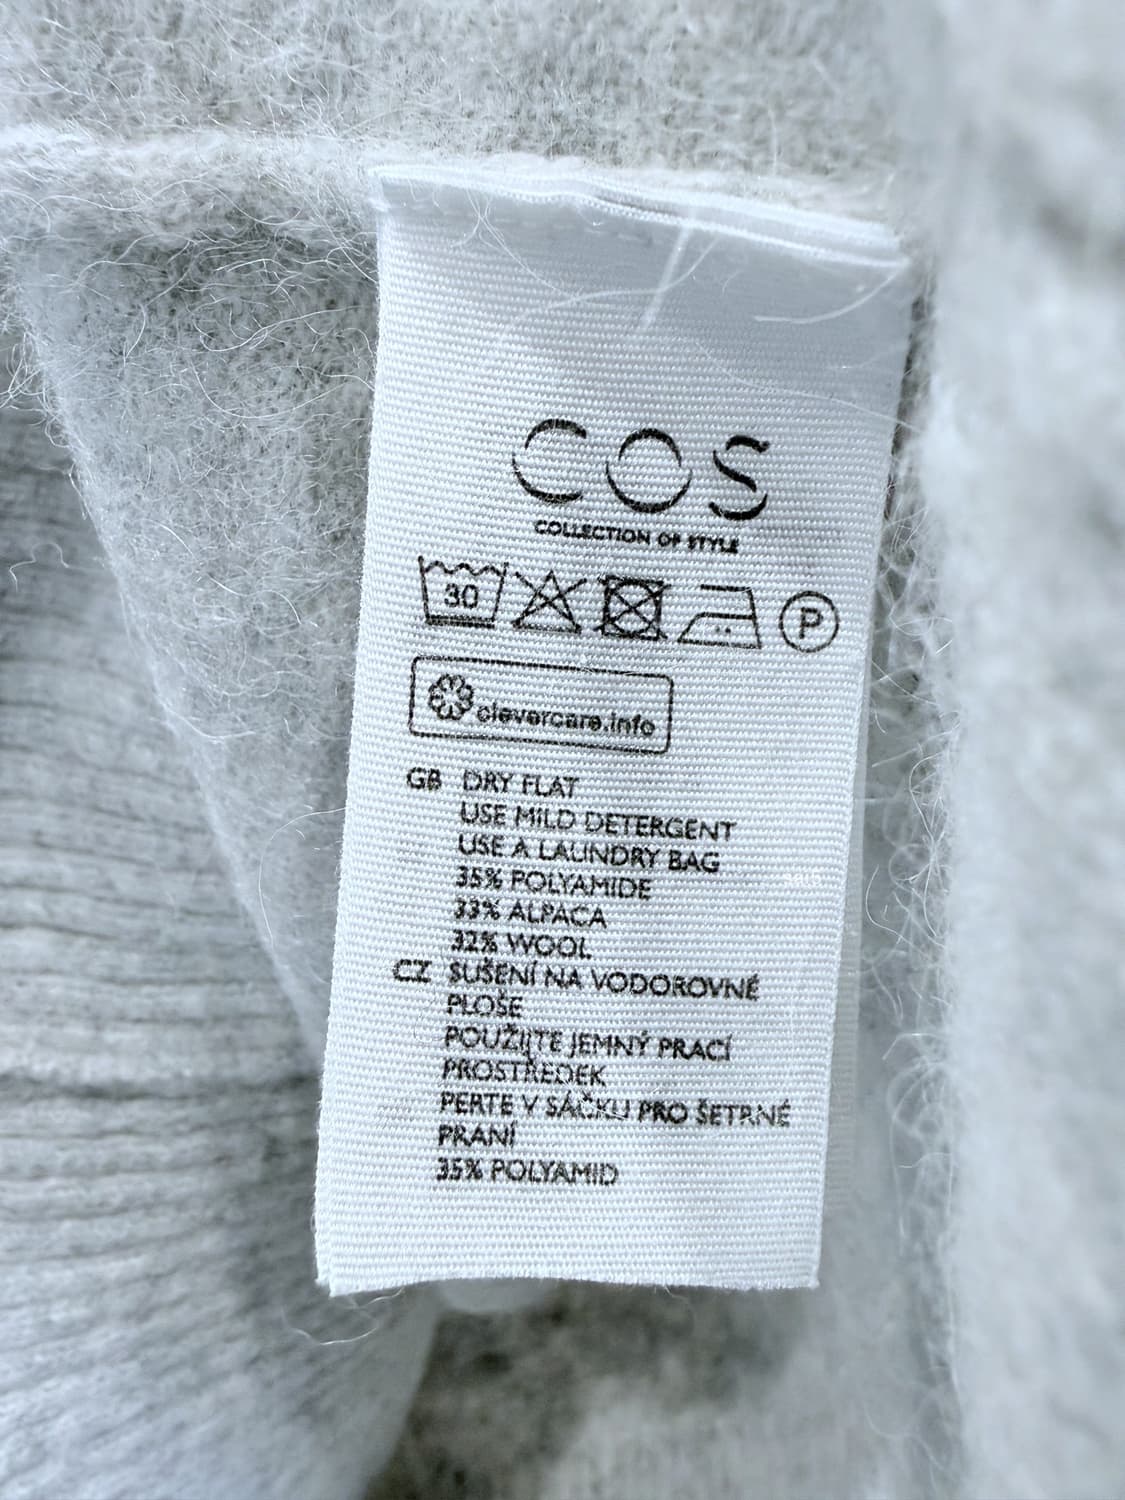 COS
COLLECTION OF STYLE
30 P
clevercare.info
GB DRY FLAT
USE MILD DETERGENT
USE A LAUNDRY BAG
35% POLYAMIDE
33% ALPACA
32% WOOL
CZ SUŠENÍ NA VODOROVNÉ
PLOŠE
POUŽIJTE JEMNÝ PRACÍ
PROSTŘEDEK
PERTE V SÁČKU PRO ŠETRNÉ
PRANÍ
35% POLYAMID